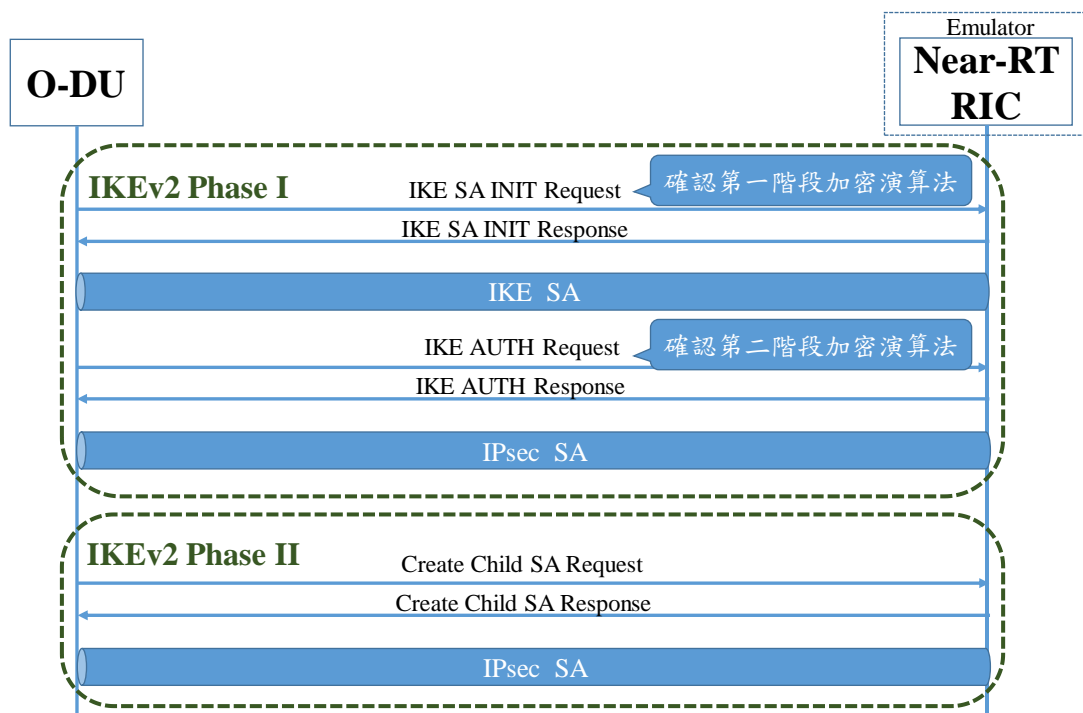 Emulator
O-DU
Near-RT
RIC
IKEv2 Phase I
IKE SA INIT Request
確認第一階段加密演算法
IKE SA INIT Response
IKE SA
IKE AUTH Request
確認第二階段加密演算法
IKE AUTH Response
IPsec SA
IKEv2 Phase II
Create Child SA Request
Create Child SA Response
IPsec SA